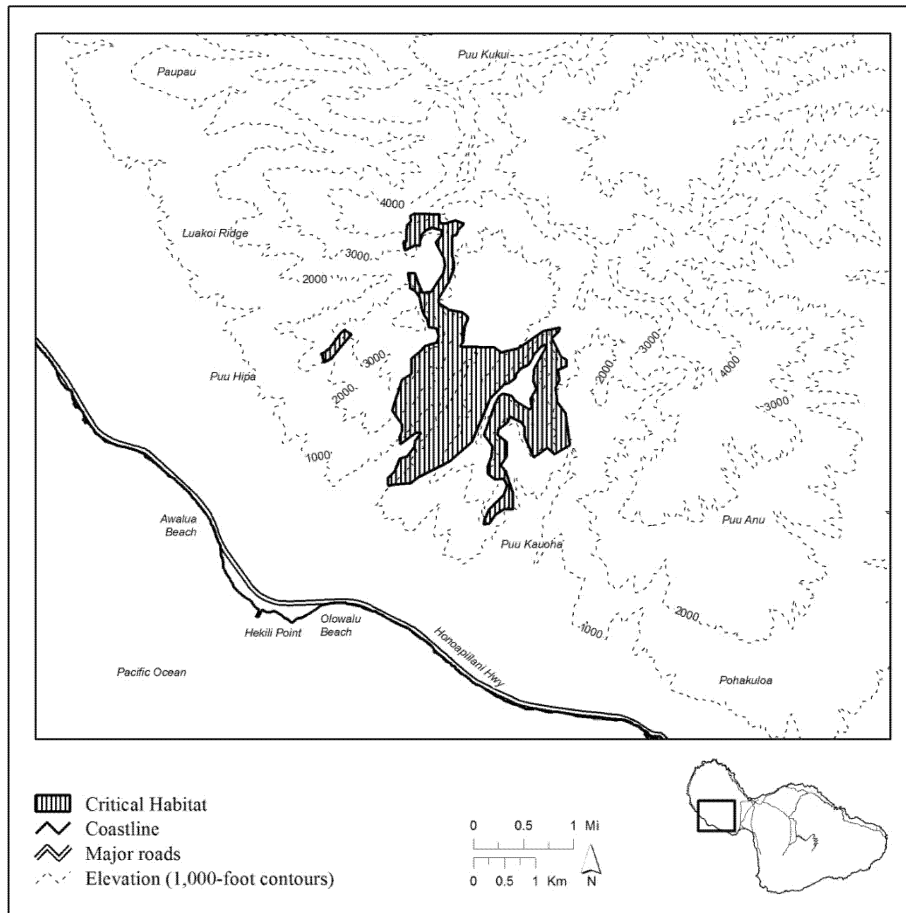 Puu Kukui
Paupau
4000
Luakoi Ridge
3000
2000
3000
3000
4000
Puu Hipa
2000
2000
3000
1000
Awalua
Beach
Puu Anu
Puu Kauoha
2000
1000
Hekili Point
Olowalu
Beach
Honoapiilani Hwy
Pacific Ocean
Pohakuloa
Critical Habitat
Coastline
Major roads
Elevation (1,000-foot contours)
0 0.5 1 Mi
0 0.5 1 Km
N